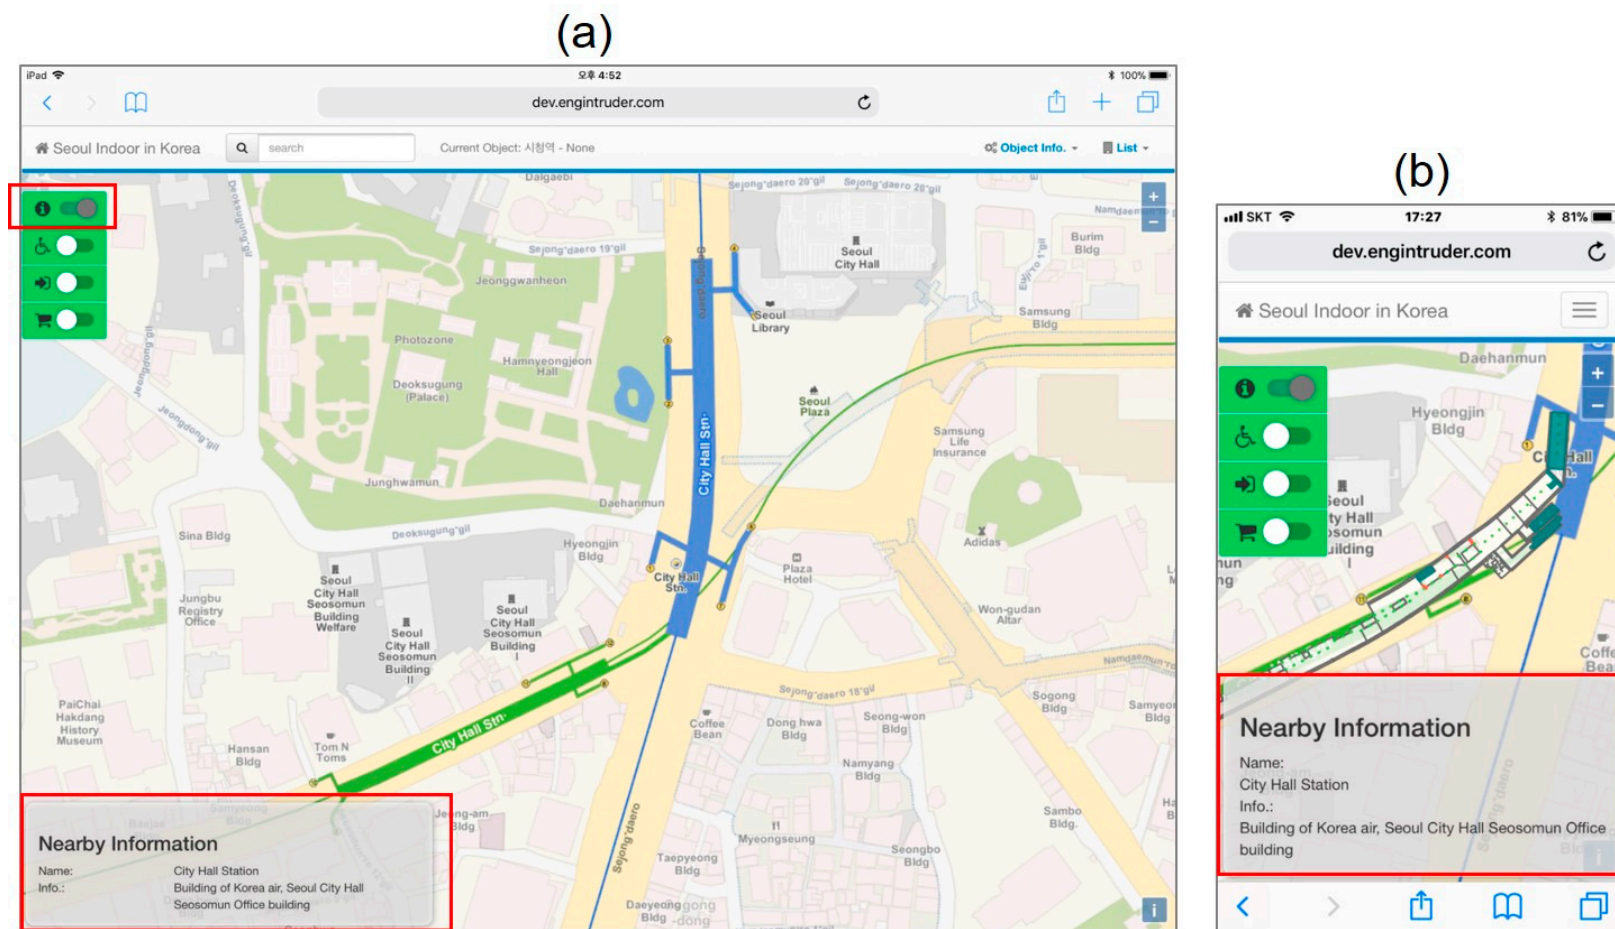 (a)
iPad
오후 4:52
100%
dev.engintruder.com
Seoul Indoor in Korea
search
Current Object: 시청역 - None
Object Info.
List
Dalgaebi
Sejong-daero 20"gil
Sejong"daero 20"gil
Deoksugung"gil
Sejong"daero 19"gil
Seoul
City Hall
Burim
Bldg
Jeonggwanheon
Seoul
Library
Samsung
Bldg
Photozone
Hamnyeongjeon
Hall
Deoksugung
(Palace)
Jeongdong"gil
Jeongdong"gil
Seoul
Plaza
City Hall Stn.
Samsung
Life
Insurance
Junghwamun
Daehanmun
Sina Bldg
Deoksugung"gil
Hyeongjin
Bldg
Adidas
Plaza
Hotel
City Hall
Stn.
Seoul
City Hall
Seosomun
Building
Welfare
Jungbu
Registry
Office
Seoul
City Hall
Seosomun
Building
I
Seoul
City Hall
Seosomun
Building
II
Won-gudan
Altar
Sejong"daero 18"gil
PaiChai
Hakdang
History
Museum
Hansan
Bldg
Tom N
Toms
City Hall Stn.
Coffee
Bean
Dong hwa
Bldg
Seong-won
Bldg
Sogong
Bldg
Namyang
Bldg
Sambo
Bldg.
Sejong"daero
Myeongseung
Seongbo
Bldg
Taepyeong
Bldg
Daeyeong
Bldg
Nearby Information
Name: City Hall Station
Info.: Building of Korea air, Seoul City Hall
Seosomun Office building
(b)
SKT
17:27
81%
dev.engintruder.com
Seoul Indoor in Korea
Daehanmun
Hyeongjin
Bldg
Nearby Information
Name:
City Hall Station
Info.:
Building of Korea air, Seoul City Hall Seosomun Office
building